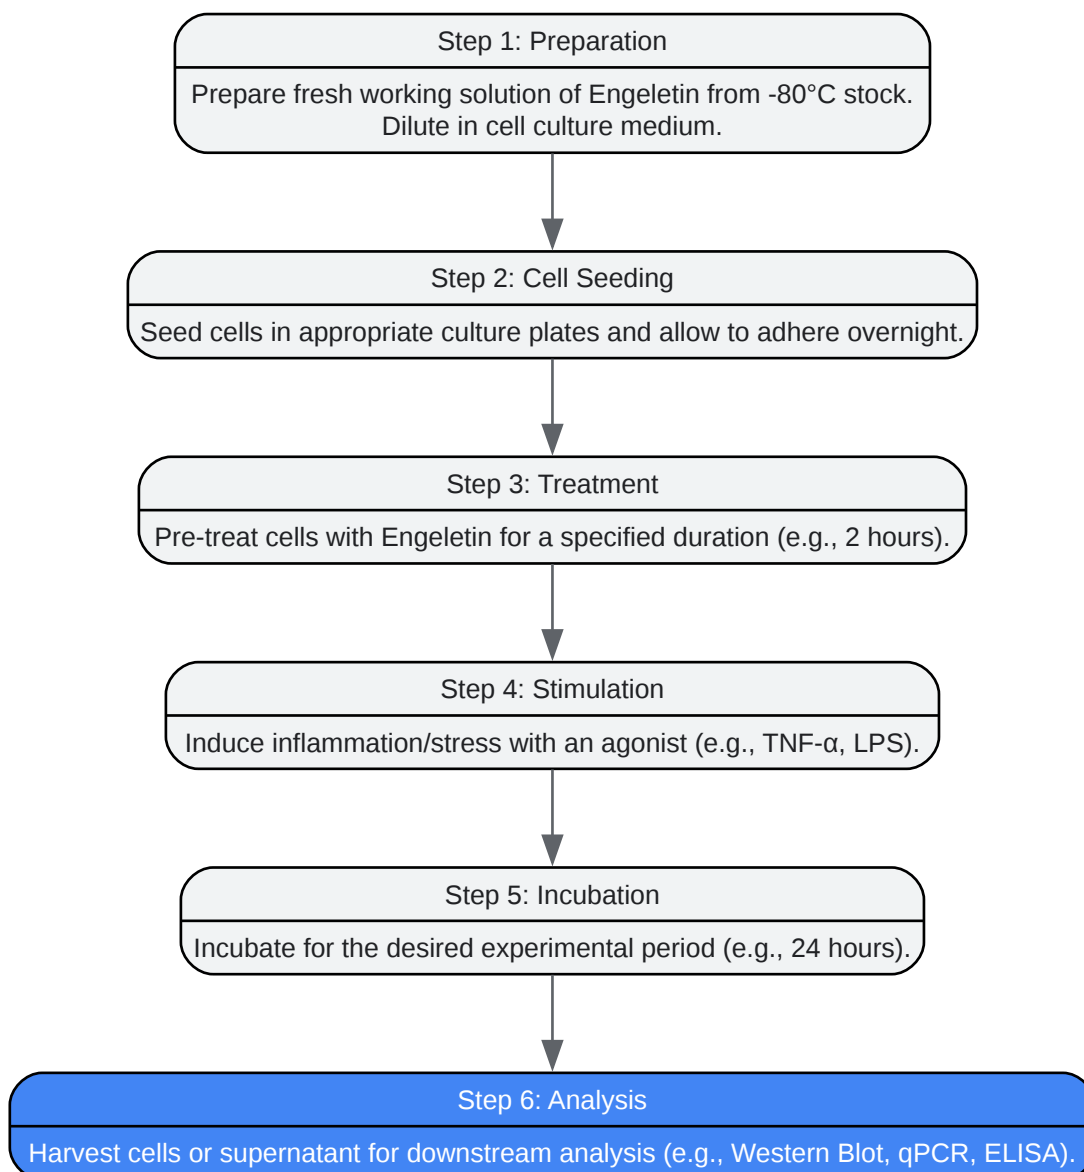 Step 1: Preparation
Prepare fresh working solution of Engeletin from -80°C stock.
Dilute in cell culture medium.
Step 2: Cell Seeding
Seed cells in appropriate culture plates and allow to adhere overnight.
Step 3: Treatment
Pre-treat cells with Engeletin for a specified duration (e.g., 2 hours).
Step 4: Stimulation
Induce inflammation/stress with an agonist (e.g., TNF-α, LPS).
Step 5: Incubation
Incubate for the desired experimental period (e.g., 24 hours).
Step 6: Analysis
Harvest cells or supernatant for downstream analysis (e.g., Western Blot, qPCR, ELISA).